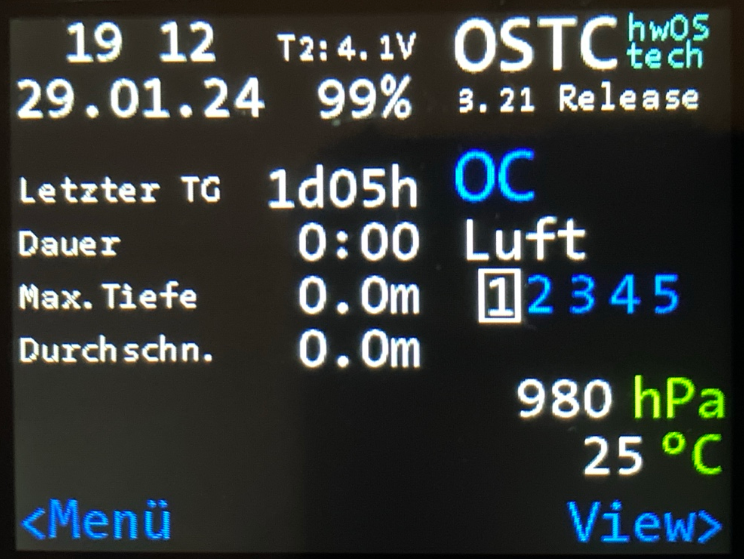 19 12 T2:4.1V OSTC hwOS tech
29.01.24 99% 3.21 Release
Letzter TG 1d05h OC
Dauer 0:00 Luft
Max.Tiefe 0.0m 1 2 3 4 5
Durchschn. 0.0m
980 hPa
25 ºC
<Menü View>